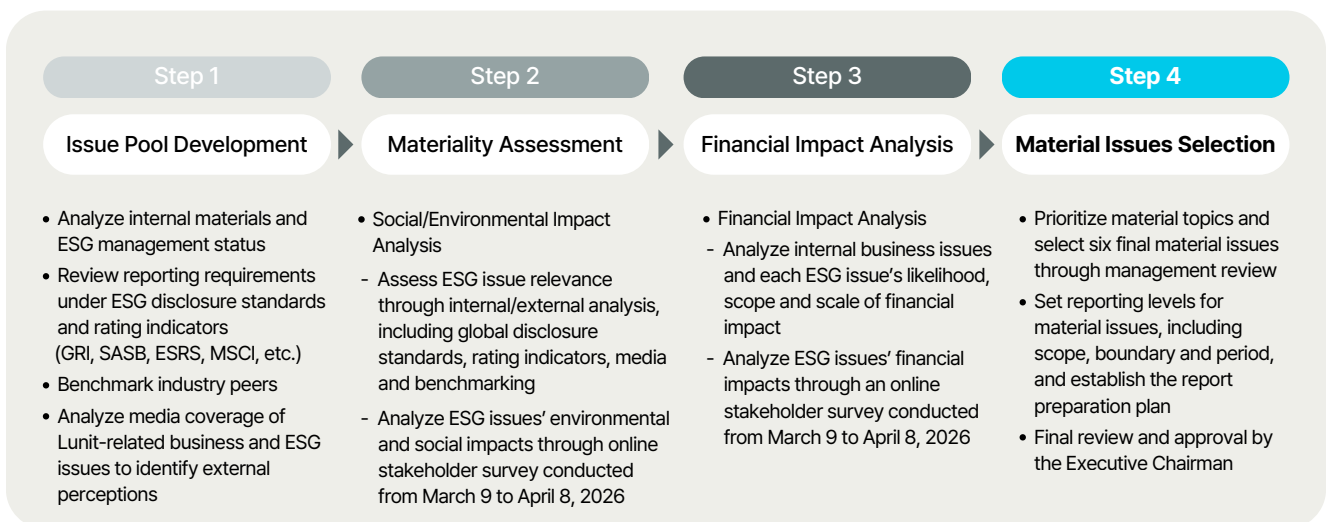 Step 1
Issue Pool Development
• Analyze internal materials and
ESG management status
• Review reporting requirements
under ESG disclosure standards
and rating indicators
(GRI, SASB, ESRS, MSCI, etc.)
• Benchmark industry peers
• Analyze media coverage of
Lunit-related business and ESG
issues to identify external
perceptions
Step 2
Materiality Assessment
• Social/Environmental Impact
Analysis
- Assess ESG issue relevance
through internal/external analysis,
including global disclosure
standards, rating indicators, media
and benchmarking
- Analyze ESG issues’ environmental
and social impacts through online
stakeholder survey conducted
from March 9 to April 8, 2026
Step 3
Financial Impact Analysis
• Financial Impact Analysis
- Analyze internal business issues
and each ESG issue’s likelihood,
scope and scale of financial
impact
- Analyze ESG issues’ financial
impacts through an online
stakeholder survey conducted
from March 9 to April 8, 2026
Step 4
Material Issues Selection
• Prioritize material topics and
select six final material issues
through management review
• Set reporting levels for
material issues, including
scope, boundary and period,
and establish the report
preparation plan
• Final review and approval by
the Executive Chairman